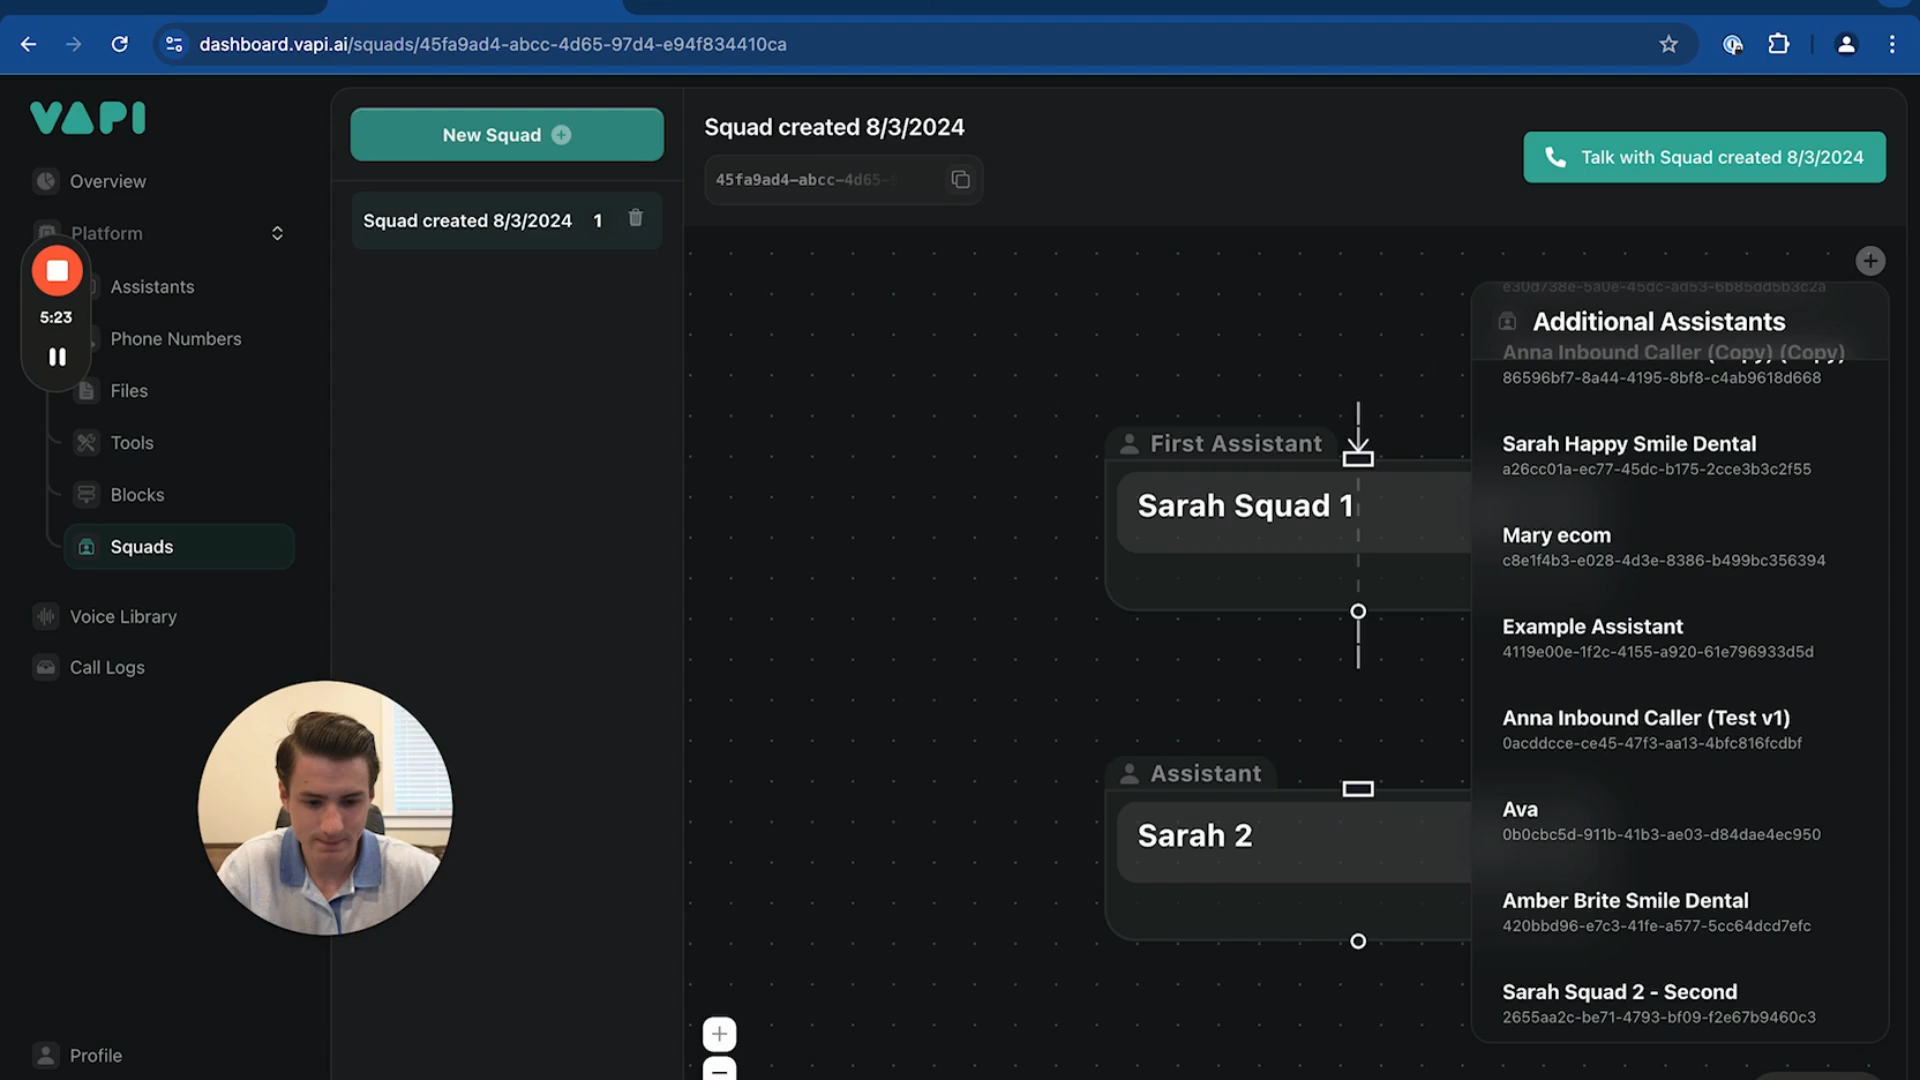 dashboard.vapi.ai/squads/45fa9ad4-abcc-4d65-97d4-e94f834410ca
VAPI
Overview
Platform
5:23
Assistants
Phone Numbers
Files
Tools
Blocks
Squads
Voice Library
Call Logs
Profile
New Squad
Squad created 8/3/2024 1
Squad created 8/3/2024
45fa9ad4-abcc-4d65-
Talk with Squad created 8/3/2024
First Assistant
Sarah Squad 1
Assistant
Sarah 2
e30d738e-5a0e-45dc-ad53-6b85dd5b3c2a
Additional Assistants
Anna Inbound Caller (Copy) (Copy)
86596bf7-8a44-4195-8bf8-c4ab9618d668
Sarah Happy Smile Dental
a26cc01a-ec77-45dc-b175-2cce3b3c2f55
Mary ecom
c8e1f4b3-e028-4d3e-8386-b499bc356394
Example Assistant
4119e00e-1f2c-4155-a920-61e796933d5d
Anna Inbound Caller (Test v1)
0acddcce-ce45-47f3-aa13-4bfc816fcdbf
Ava
0b0cbc5d-911b-41b3-ae03-d84dae4ec950
Amber Brite Smile Dental
420bbd96-e7c3-41fe-a577-5cc64dcd7efc
Sarah Squad 2 - Second
2655aa2c-be71-4793-bf09-f2e67b9460c3